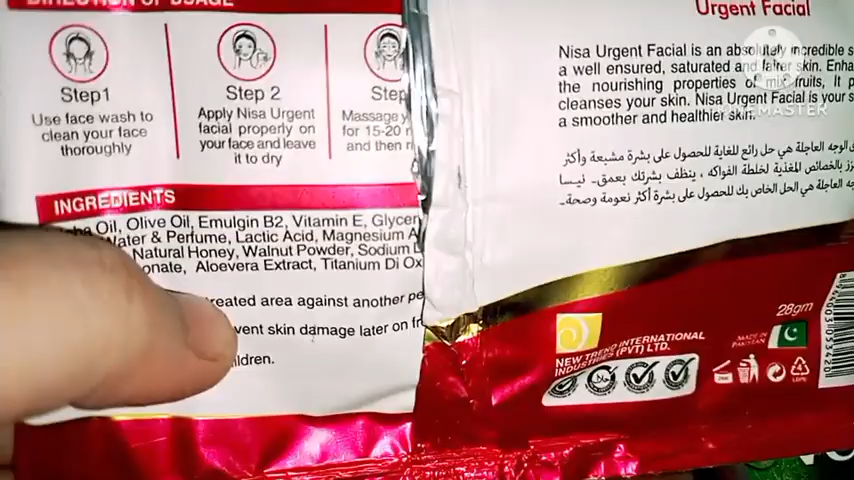 DIRECTION OF USAGE
Step1
Use face wash to
clean your face
thoroughly
Step 2
Apply Nisa Urgent
facial properly on
your face and leave
it to dry
Step
Massage
for 15-20
and then
INGREDIENTS
Oil, Olive Oil, Emulgin B2, Vitamin E, Glycer
Water & Perfume, Lactic Acid, Magnesium
Natural Honey, Walnut Powder, Sodium
onate, Aloevera Extract, Titanium Di Ox
reated area against another pe
vent skin damage later on
ldren.
Urgent Facial
Nisa Urgent Facial is an absolutely incredible
a well ensured, saturated and fairer skin. Enha
the nourishing properties of mix fruits, It
cleanses your skin. Nisa Urgent Facial is your
a smoother and healthier skin.
الوجه العاجلة هي حل رائع للغاية للحصول على بشرة مشبعة وأكثر
بالخصائص المغذية لخلطة الفواكه ، ينظف بشرتك بعمق. نيسا
العاجلة هي الحل الخاص بك للحصول على بشرة أكثر نعومة وصحة.
NEW TREND INTERNATIONAL
INDUSTRIES (PVT) LTD.
28gm
MADE IN
PAKISTAN